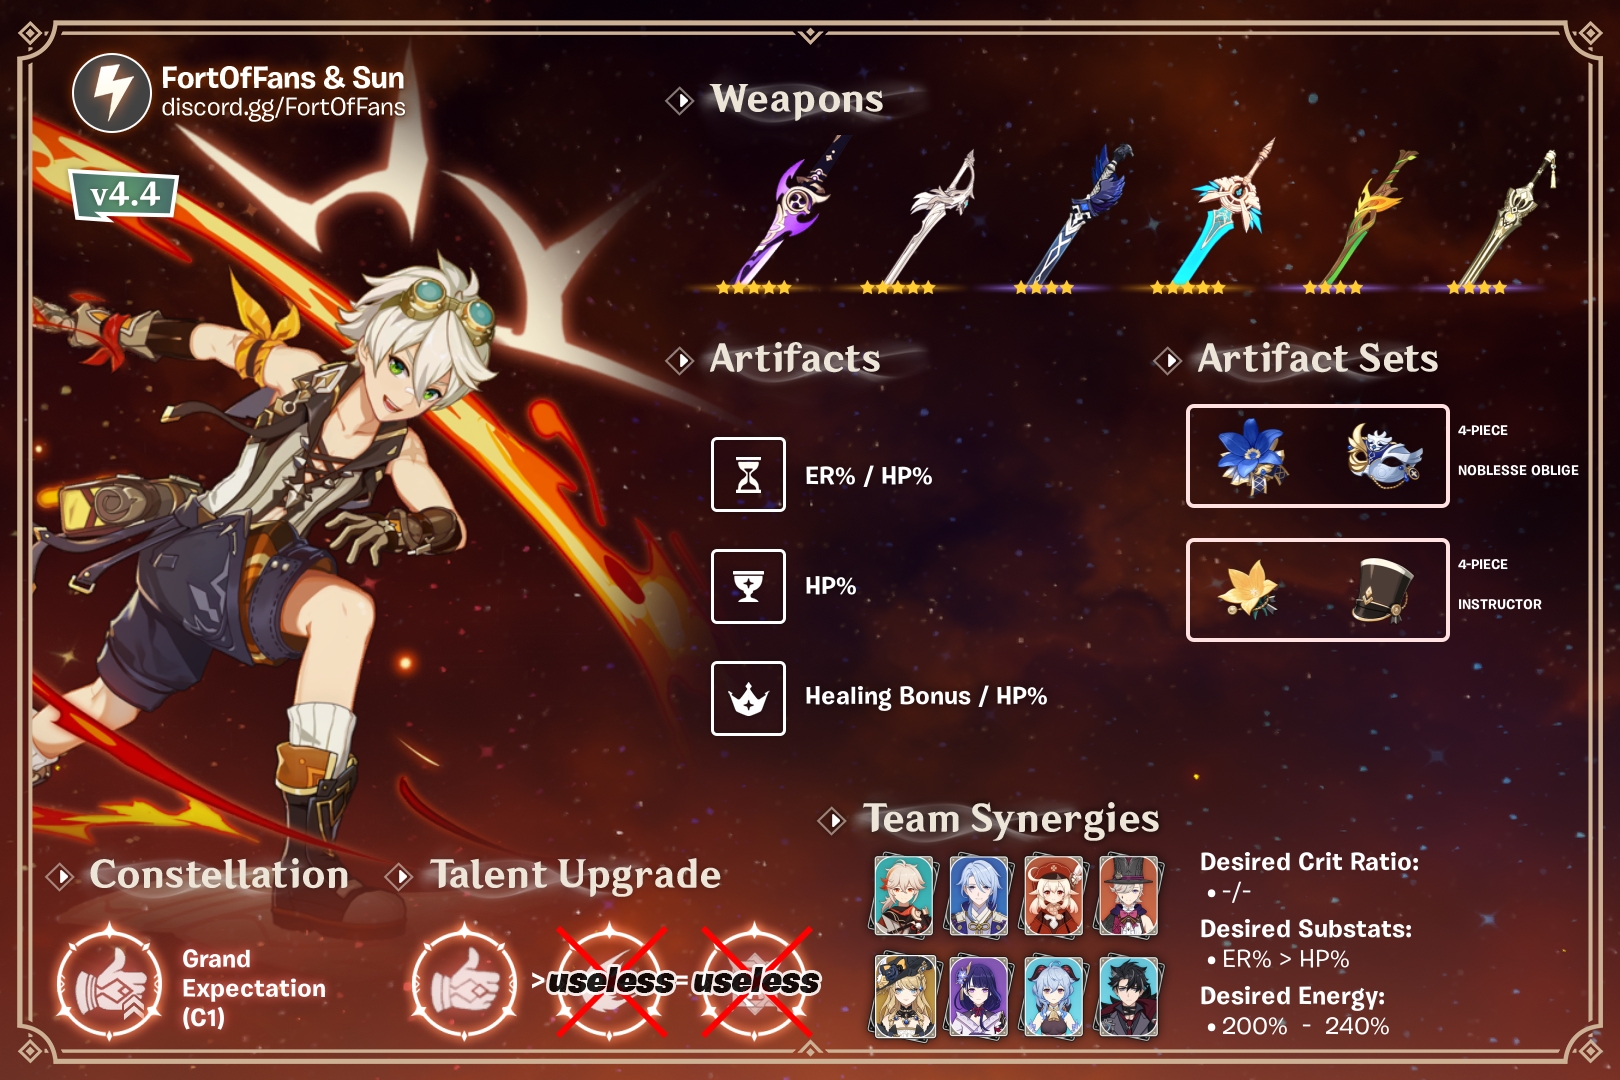 FortOfFans & Sun
discord.gg/FortOfFans
v4.4
Weapons
Artifacts
ER% / HP%
HP%
Healing Bonus / HP%
Artifact Sets
4-PIECE
NOBLESSE OBLIGE
4-PIECE
INSTRUCTOR
Constellation
Grand
Expectation
(C1)
Talent Upgrade
>useless=useless
Team Synergies
Desired Crit Ratio:
• -/-
Desired Substats:
• ER% > HP%
Desired Energy:
• 200% - 240%